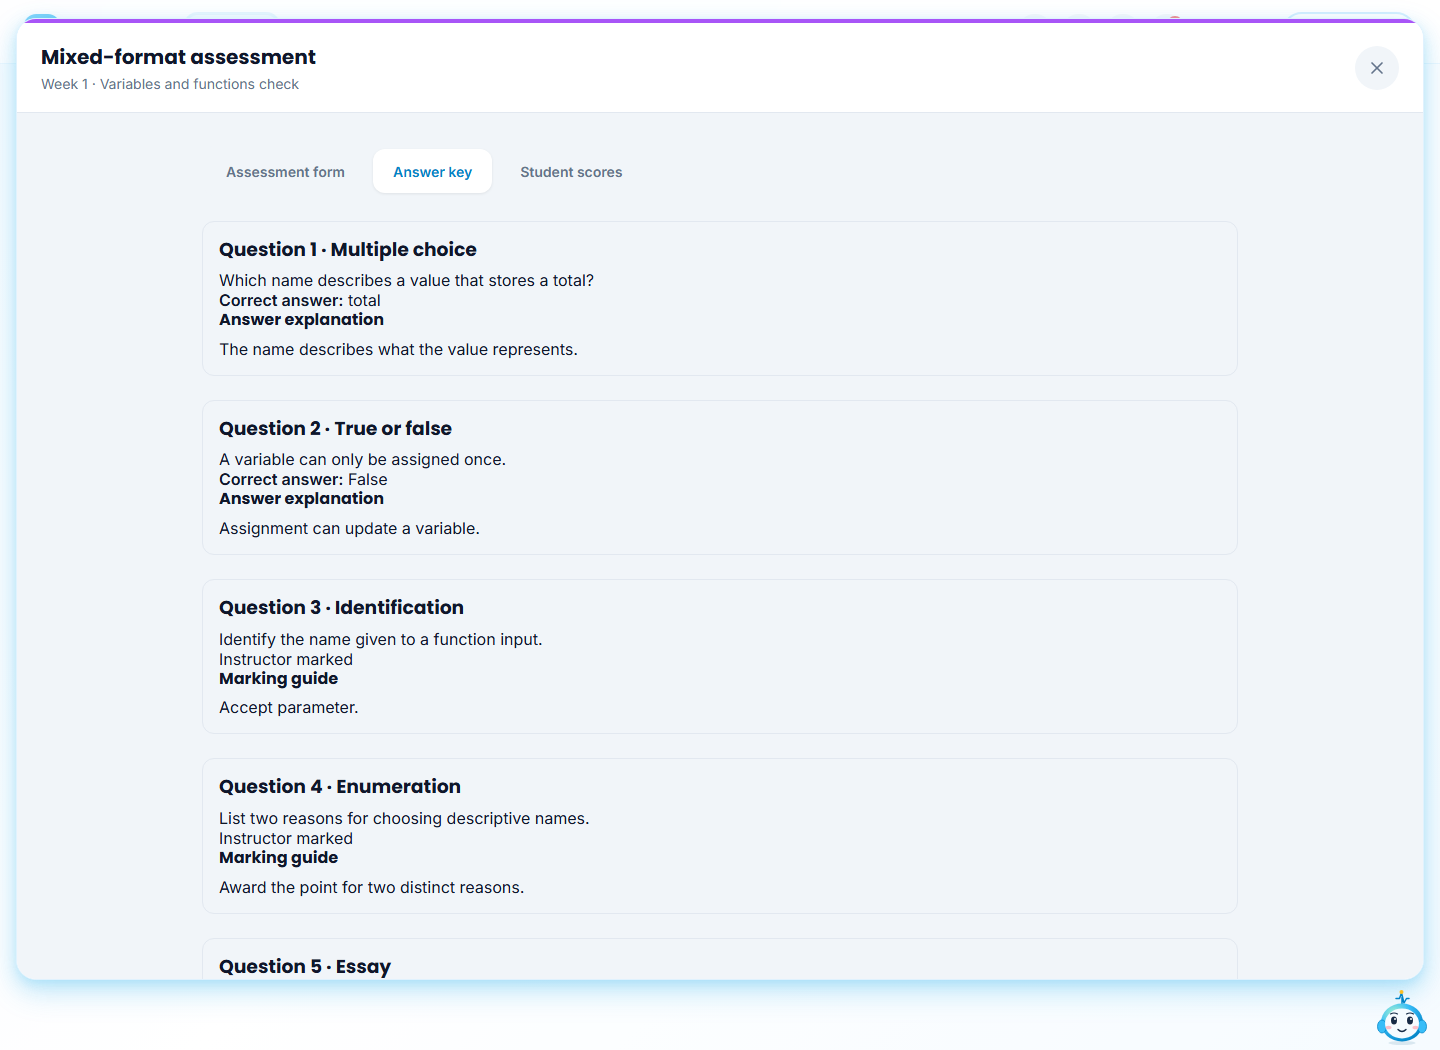 Mixed-format assessment
Week 1 · Variables and functions check
Assessment form
Answer key
Student scores
Question 1 · Multiple choice
Which name describes a value that stores a total?
Correct answer: total
Answer explanation
The name describes what the value represents.
Question 2 · True or false
A variable can only be assigned once.
Correct answer: False
Answer explanation
Assignment can update a variable.
Question 3 · Identification
Identify the name given to a function input.
Instructor marked
Marking guide
Accept parameter.
Question 4 · Enumeration
List two reasons for choosing descriptive names.
Instructor marked
Marking guide
Award the point for two distinct reasons.
Question 5 · Essay